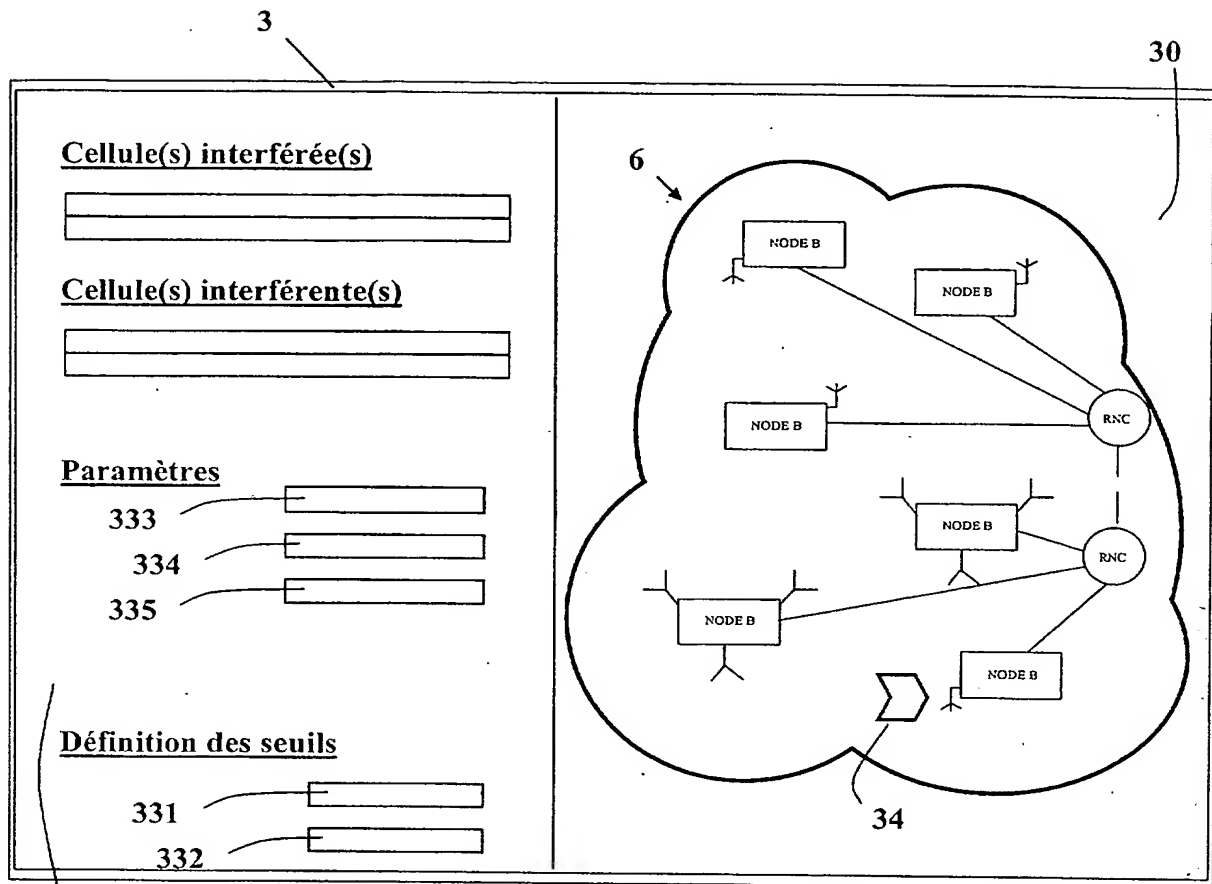 3
30
Cellule(s) interférée(s)
6
NODE B
NODE B
Cellule(s) interférente(s)
NODE B
RNC
Paramètres
333
334
335
NODE B
RNC
NODE B
NODE B
Définition des seuils
331
332
34